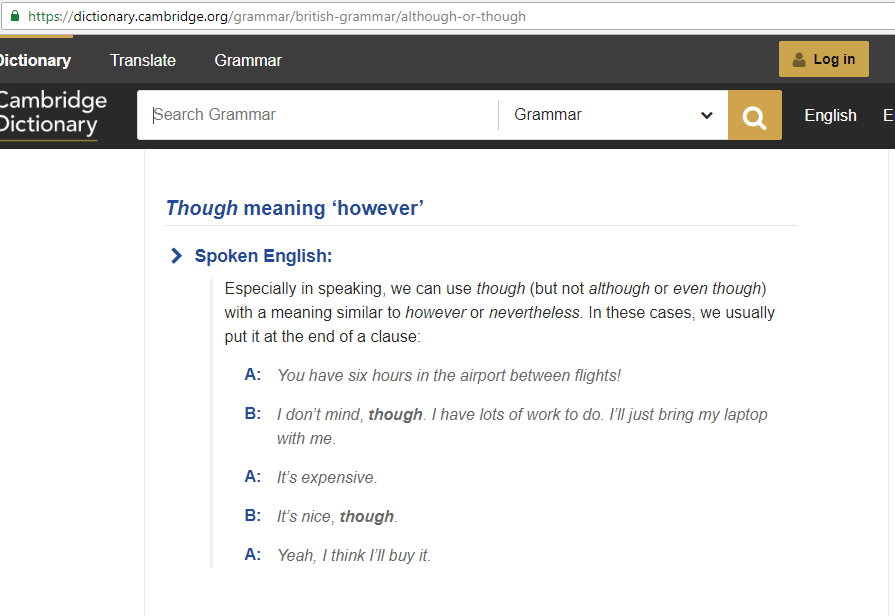 https://dictionary.cambridge.org/grammar/british-grammar/although-or-though
Dictionary Translate Grammar Log in
Cambridge
Dictionary
Search Grammar Grammar English E
Though meaning ‘however’
Spoken English:
Especially in speaking, we can use though (but not although or even though)
with a meaning similar to however or nevertheless. In these cases, we usually
put it at the end of a clause:
A: You have six hours in the airport between flights!
B: I don’t mind, though. I have lots of work to do. I’ll just bring my laptop
with me.
A: It’s expensive.
B: It’s nice, though.
A: Yeah, I think I’ll buy it.